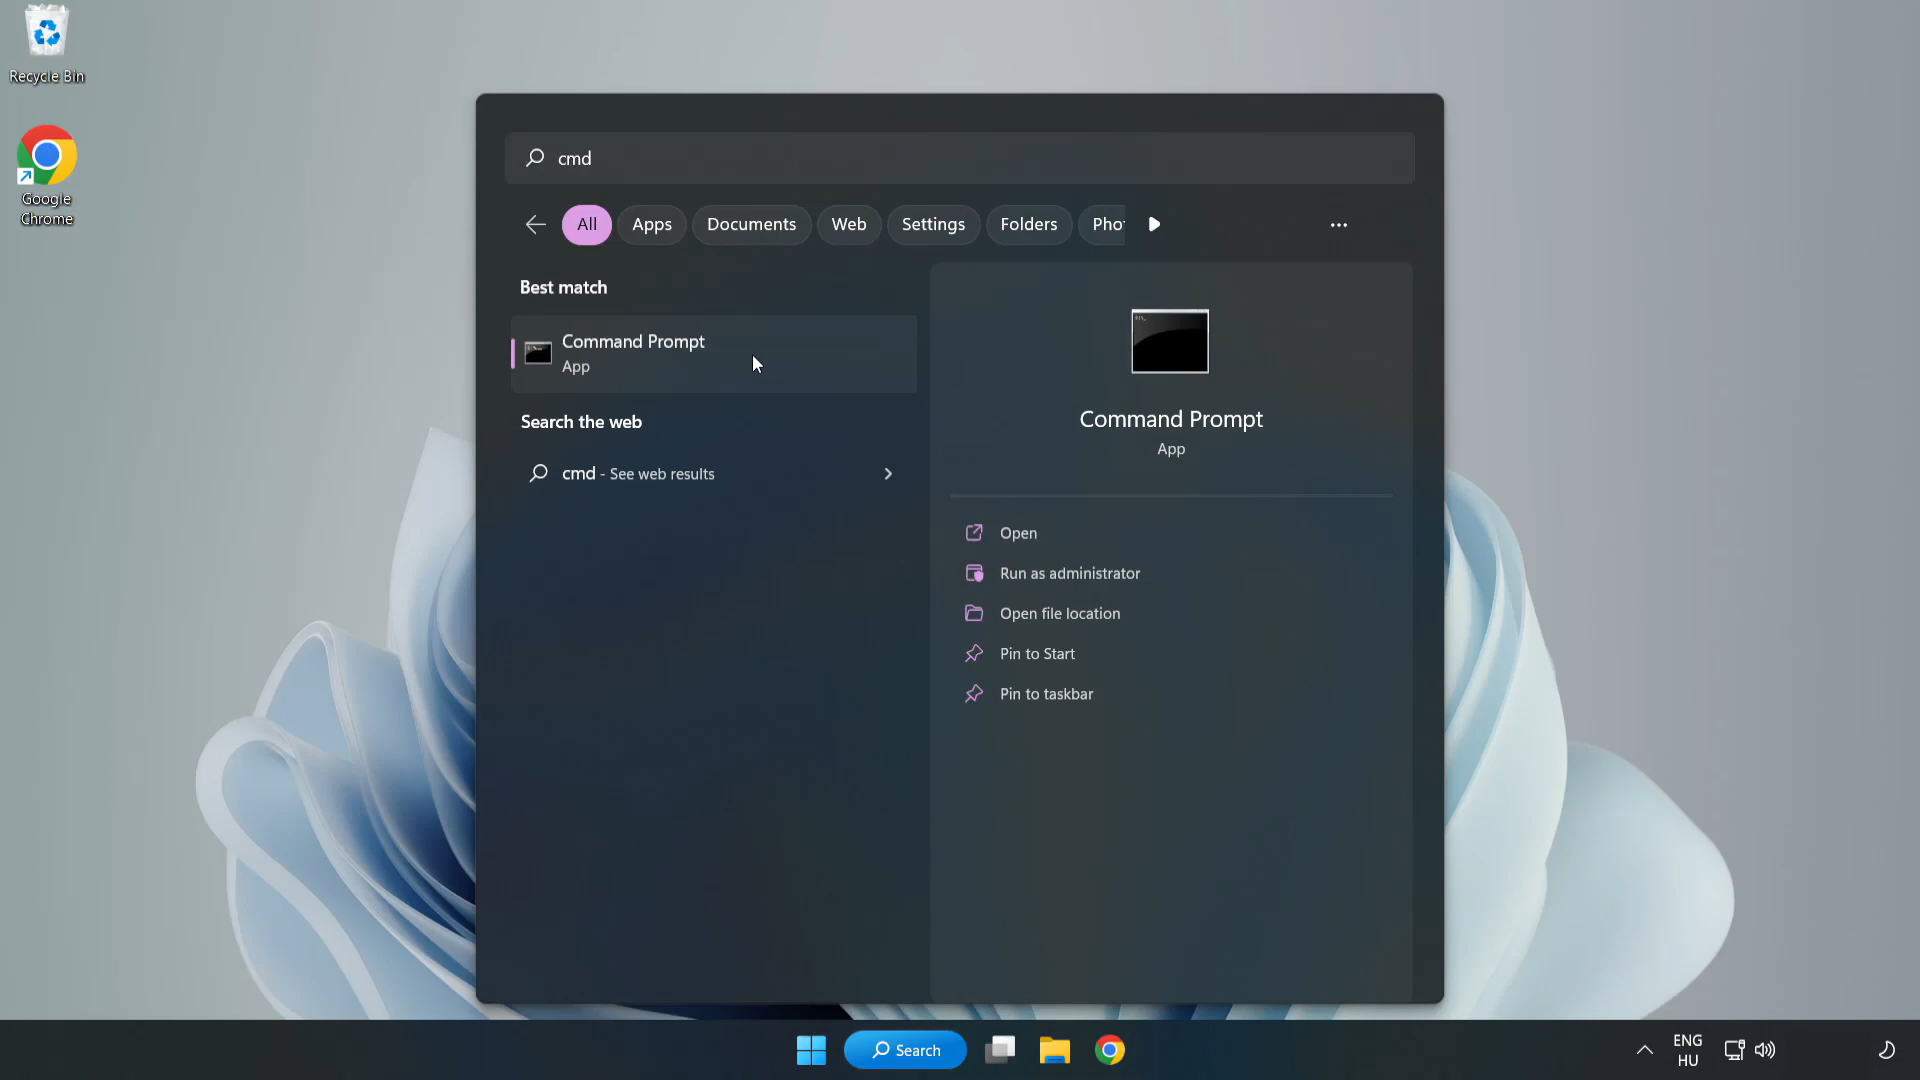 Recycle Bin
Google
Chrome
cmd
All
Apps
Documents
Web
Settings
Folders
Pho
Best match
Command Prompt
App
Search the web
cmd - See web results
Command Prompt
App
Open
Run as administrator
Open file location
Pin to Start
Pin to taskbar
Search
ENG
HU